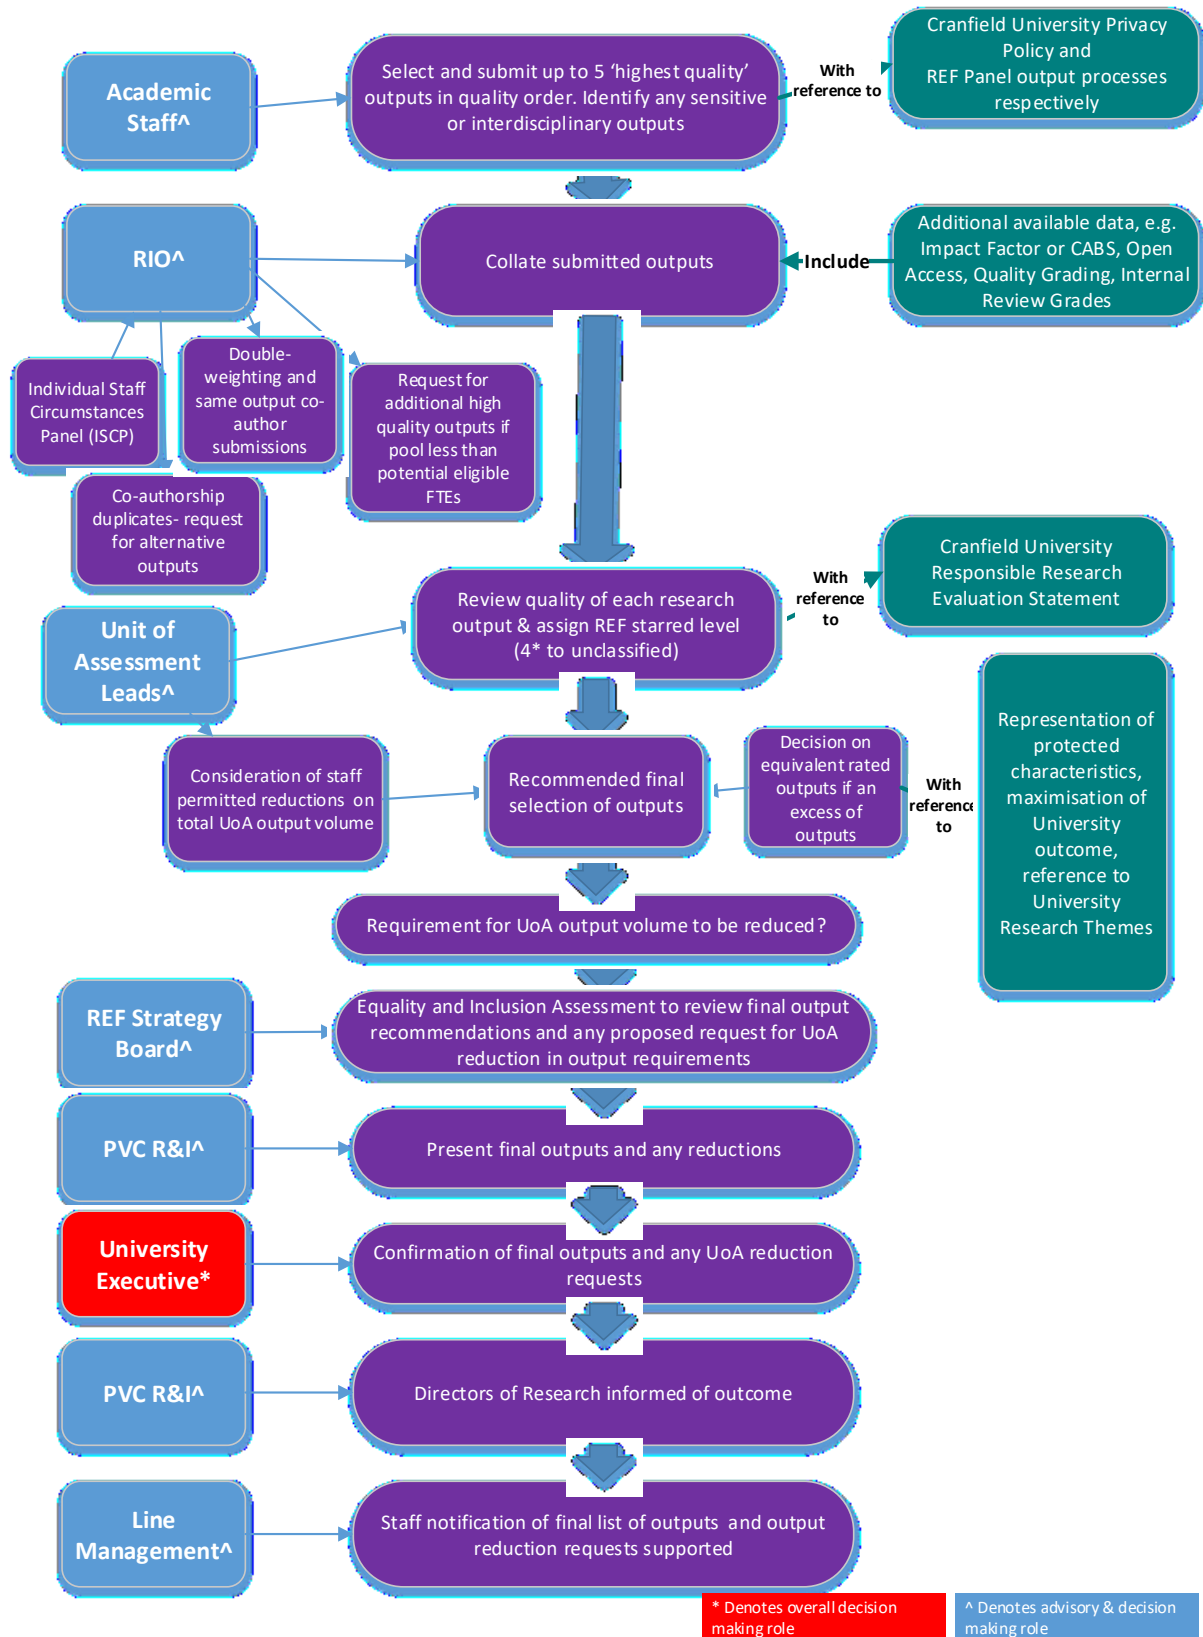 Academic
Staff^
Select and submit up to 5 ‘highest quality’
outputs in quality order. Identify any sensitive
or interdisciplinary outputs
With
reference to
Cranfield University Privacy
Policy and
REF Panel output processes
respectively
RIO^
Collate submitted outputs
Include
Additional available data, e.g.
Impact Factor or CABS, Open
Access, Quality Grading, Internal
Review Grades
Individual Staff
Circumstances
Panel (ISCP)
Double-
weighting and
same output co-
author
submissions
Request for
additional high
quality outputs if
pool less than
potential eligible
FTEs
Co-authorship
duplicates- request
for alternative
outputs
Unit of
Assessment
Leads^
Review quality of each research
output & assign REF starred level
(4* to unclassified)
With
reference
to
Cranfield University
Responsible Research
Evaluation Statement
Consideration of staff
permitted reductions on
total UoA output volume
Recommended final
selection of outputs
Decision on
equivalent rated
outputs if an
excess of
outputs
With
reference
to
Representation of
protected
characteristics,
maximisation of
University
outcome,
reference to
University
Research Themes
Requirement for UoA output volume to be reduced?
REF Strategy
Board^
Equality and Inclusion Assessment to review final output
recommendations and any proposed request for UoA
reduction in output requirements
PVC R&I^
Present final outputs and any reductions
University
Executive*
Confirmation of final outputs and any UoA reduction
requests
PVC R&I^
Directors of Research informed of outcome
Line
Management^
Staff notification of final list of outputs and output
reduction requests supported
* Denotes overall decision
making role
^ Denotes advisory & decision
making role